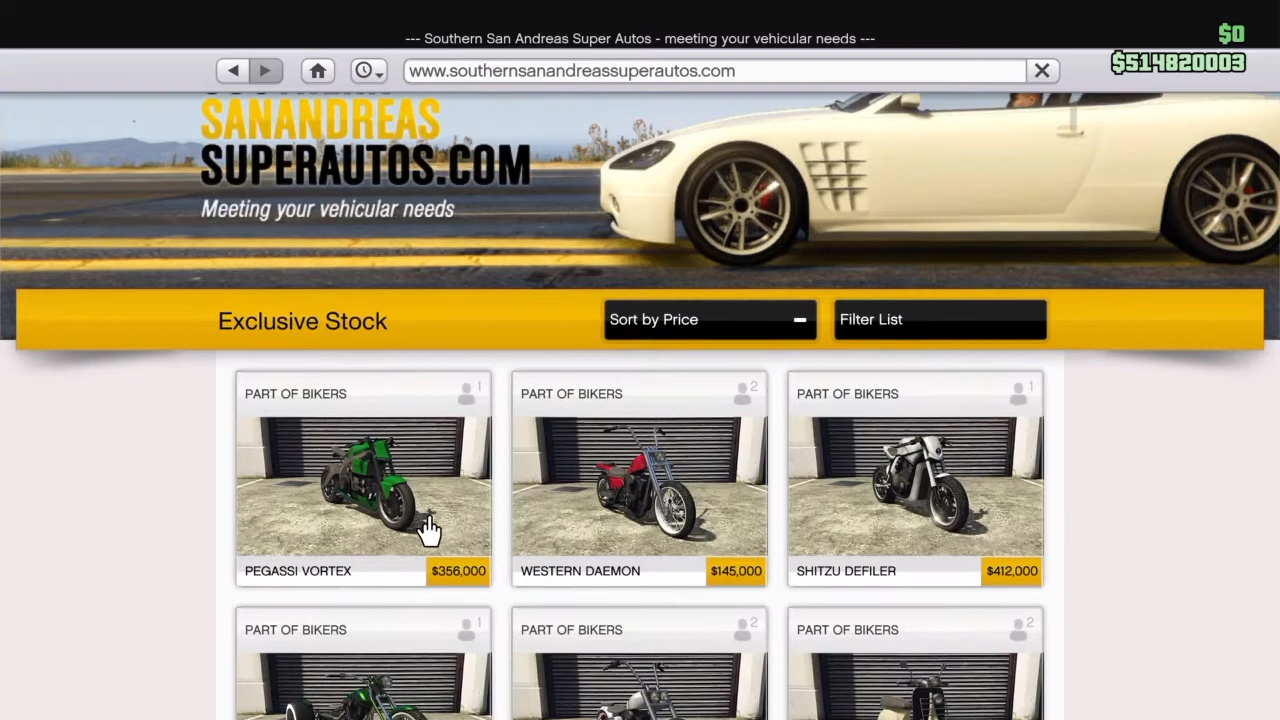 --- Southern San Andreas Super Autos - meeting your vehicular needs ---
$0
www.southernsanandreassuperautos.com
$514820003
SANANDREAS
SUPERAUTOS.COM
Meeting your vehicular needs
Exclusive Stock
Sort by Price
Filter List
PART OF BIKERS 1
PART OF BIKERS 2
PART OF BIKERS 1
PEGASSI VORTEX $356,000
WESTERN DAEMON $145,000
SHITZU DEFILER $412,000
PART OF BIKERS 1
PART OF BIKERS 2
PART OF BIKERS 2